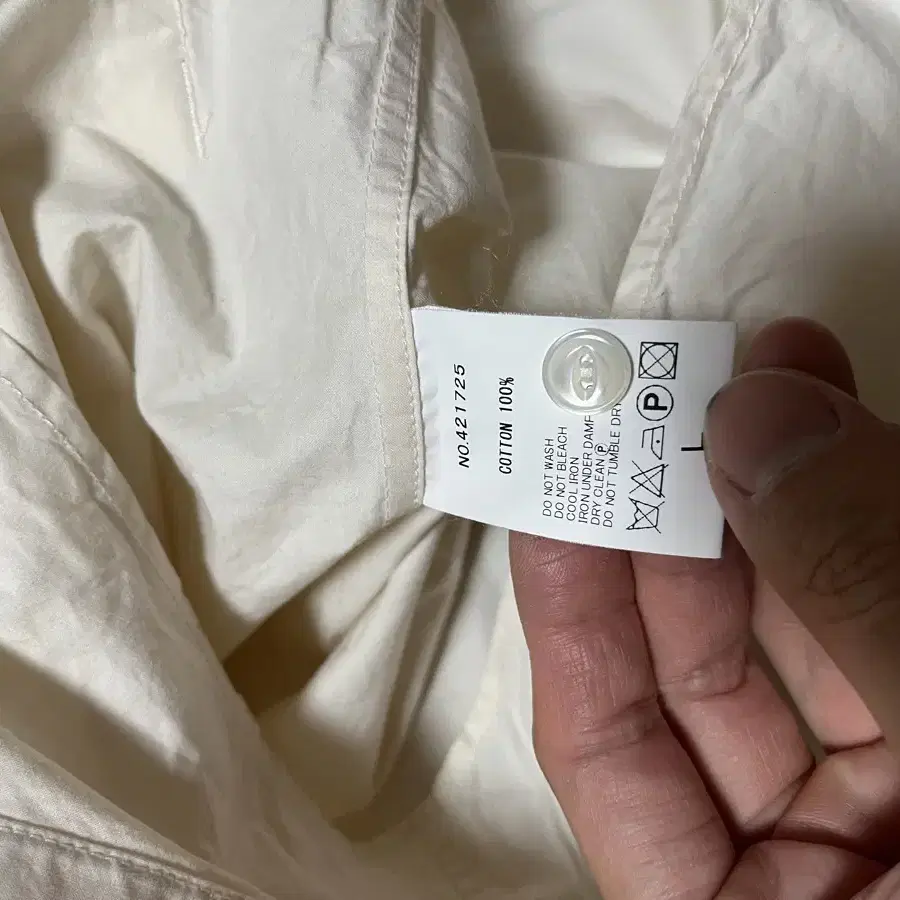 NO.421725
COTTON 100%
DO NOT WASH
DO NOT BLEACH
COOL IRON
IRON UNDER DAMP
DRY CLEAN Ⓟ
DO NOT TUMBLE DRY
P
L